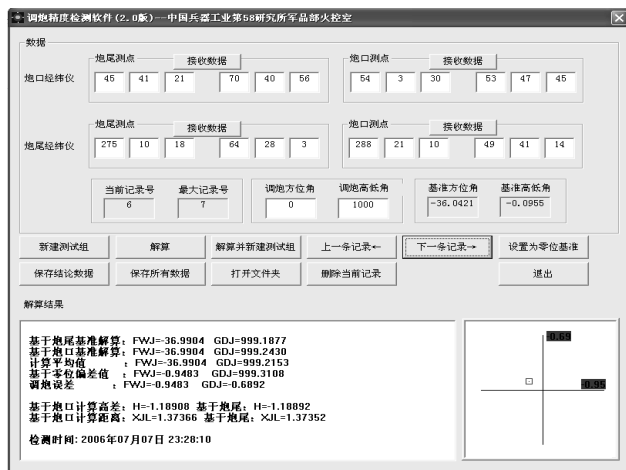 调炮精度检测软件(2.0版)--中国兵器工业第58研究所军品部火控室
数据
炮尾测点 接收数据 炮口测点 接收数据
炮口经纬仪 45 41 21 70 40 56 54 3 30 53 47 45
炮尾测点 接收数据 炮口测点 接收数据
炮尾经纬仪 275 10 18 64 28 3 288 21 10 49 41 14
当前记录号 最大记录号 调炮方位角 调炮高低角 基准方位角 基准高低角
6 7 0 1000 -36.0421 -0.0955
新建测试组 解算 解算并新建测试组 上一条记录← 下一条记录→ 设置为零位基准
保存结论数据 保存所有数据 打开文件夹 删除当前记录 退出
解算结果
基于炮尾基准解算: FWJ=-36.9904 GDJ=999.1877
基于炮口基准解算: FWJ=-36.9904 GDJ=999.2430
计算平均值 : FWJ=-36.9904 GDJ=999.2153
基于零位偏差值 : FWJ=-0.9483 GDJ=999.3108
调炮误差 : FWJ=-0.9483 GDJ=-0.6892
基于炮口计算高差: H=-1.18908 基于炮尾: H=-1.18892
基于炮口计算距离: XJL=1.37366 基于炮尾: XJL=1.37352
检测时间: 2006年07月07日 23:28:10
-0.69
-0.95